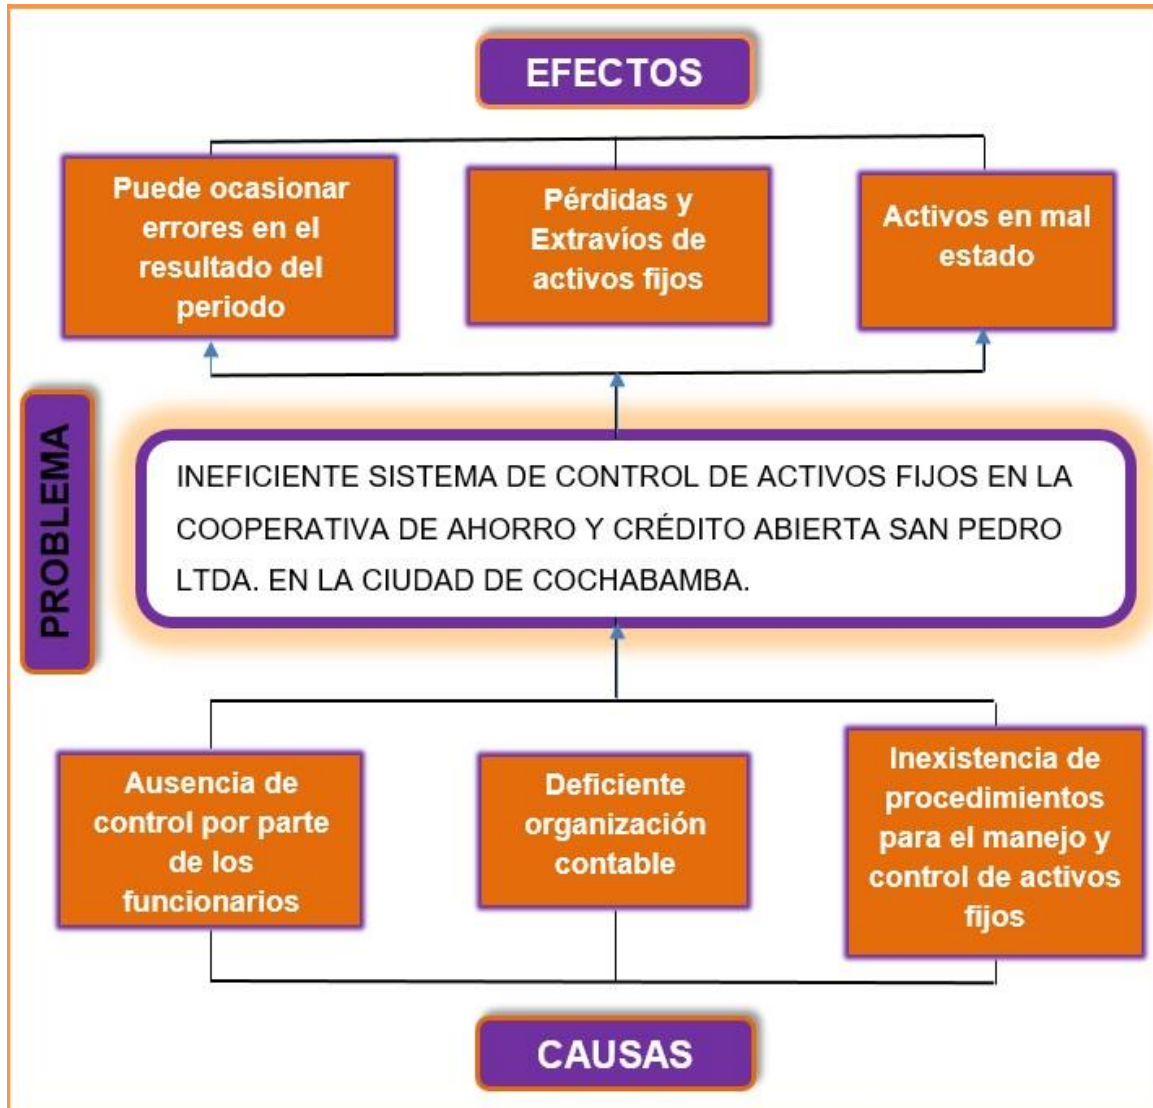 EFECTOS
Puede ocasionar
errores en el
resultado del
periodo
Pérdidas y
Extravíos de
activos fijos
Activos en mal
estado
PROBLEMA
INEFICIENTE SISTEMA DE CONTROL DE ACTIVOS FIJOS EN LA
COOPERATIVA DE AHORRO Y CRÉDITO ABIERTA SAN PEDRO
LTDA. EN LA CIUDAD DE COCHABAMBA.
Ausencia de
control por parte
de los
funcionarios
Deficiente
organización
contable
Inexistencia de
procedimientos
para el manejo y
control de activos
fijos
CAUSAS